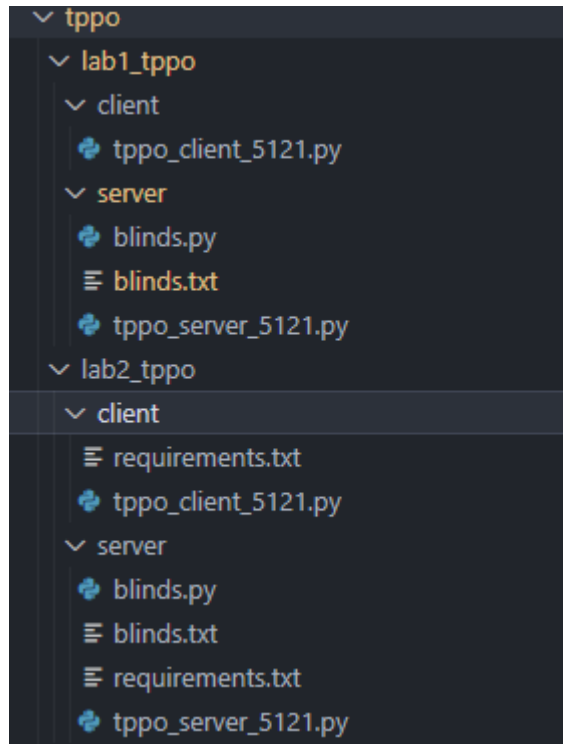 tppo
lab1_tppo
client
tppo_client_5121.py
server
blinds.py
blinds.txt
tppo_server_5121.py
lab2_tppo
client
requirements.txt
tppo_client_5121.py
server
blinds.py
blinds.txt
requirements.txt
tppo_server_5121.py